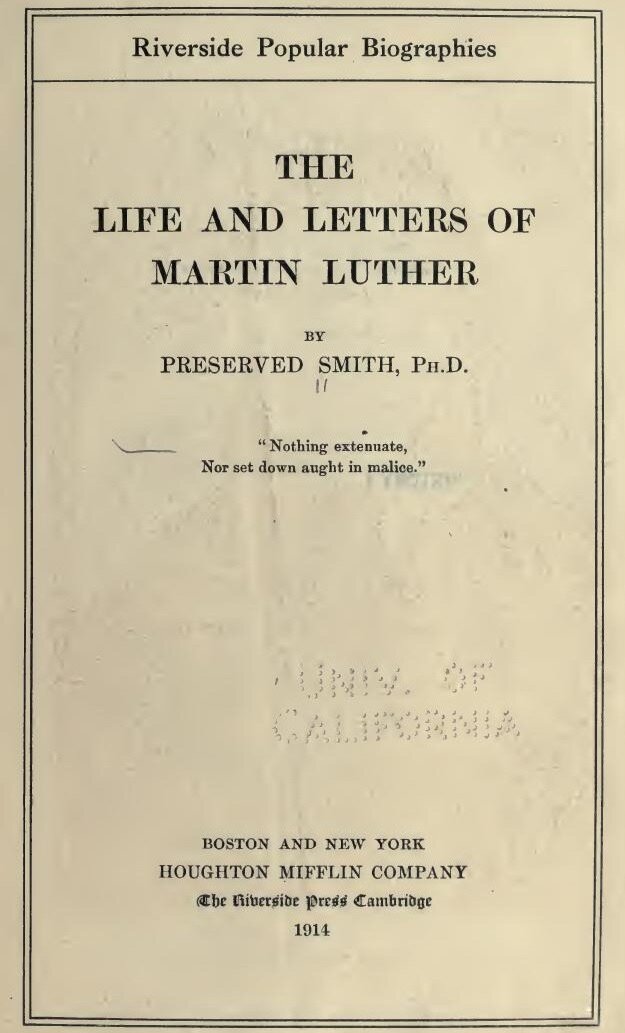 Riverside Popular Biographies
THE
LIFE AND LETTERS OF
MARTIN LUTHER
BY
PRESERVED SMITH, PH.D.
"Nothing extenuate,
Nor set down aught in malice."
UNIV. OF
CALIFORNIA
BOSTON AND NEW YORK
HOUGHTON MIFFLIN COMPANY
The Riverside Press Cambridge
1914